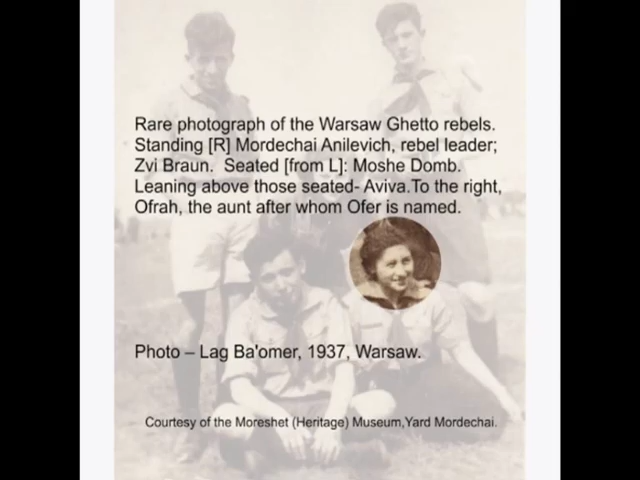 Rare photograph of the Warsaw Ghetto rebels.
Standing [R] Mordechai Anilevich, rebel leader;
Zvi Braun.  Seated [from L]: Moshe Domb.
Leaning above those seated- Aviva.To the right,
Ofrah, the aunt after whom Ofer is named.
Photo – Lag Ba'omer, 1937, Warsaw.
Courtesy of the Moreshet (Heritage) Museum,Yard Mordechai.